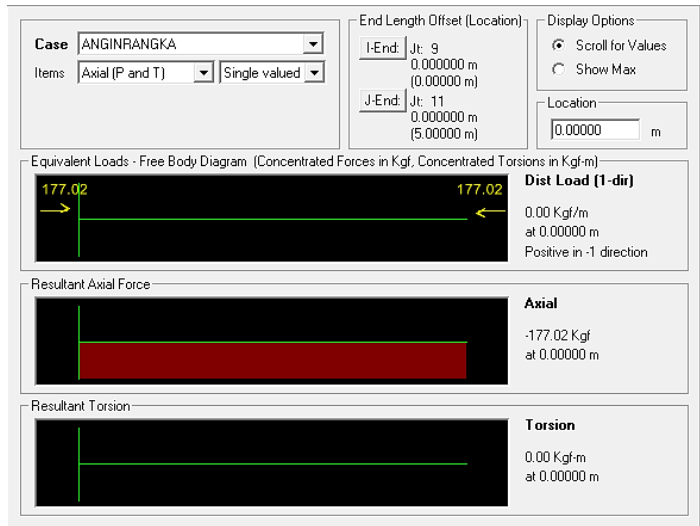 Case ANGINRANGKA
Items Axial (P and T) Single valued
End Length Offset (Location)
I-End: Jt: 9
0.000000 m
(0.00000 m)
J-End: Jt: 11
0.000000 m
(5.00000 m)
Display Options
Scroll for Values
Show Max
Location
0.00000 m
Equivalent Loads - Free Body Diagram (Concentrated Forces in Kgf, Concentrated Torsions in Kgf-m)
177.02 177.02
Dist Load (1-dir)
0.00 Kgf/m
at 0.00000 m
Positive in -1 direction
Resultant Axial Force
Axial
-177.02 Kgf
at 0.00000 m
Resultant Torsion
Torsion
0.00 Kgf-m
at 0.00000 m